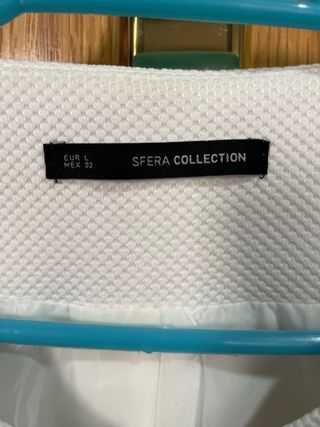 EUR L
MEX 32
SFERA COLLECTION